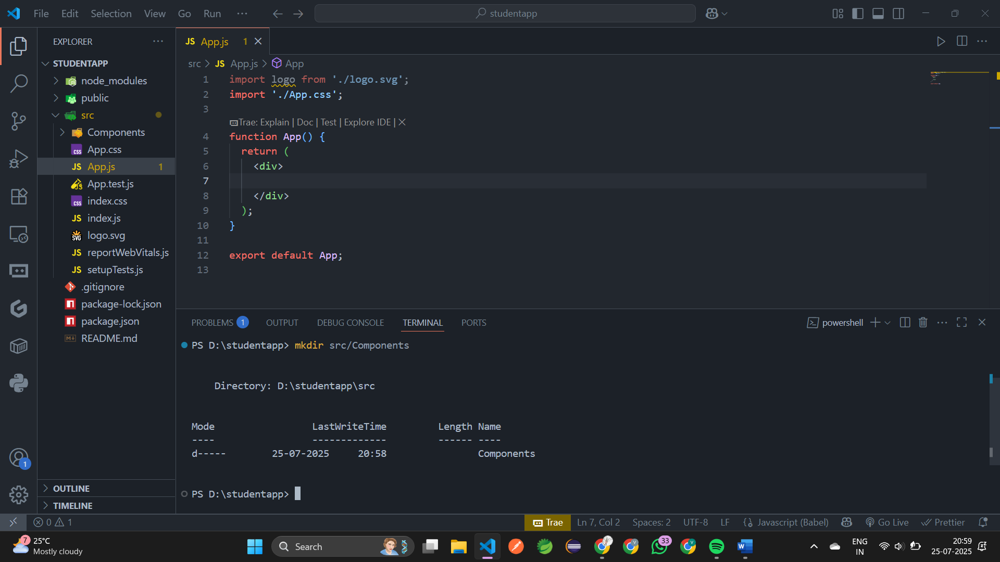 File Edit Selection View Go Run ··· studentapp
EXPLORER ···
STUDENTAPP
node_modules
public
src
Components
App.css
App.js 1
App.test.js
index.css
index.js
logo.svg
reportWebVitals.js
setupTests.js
.gitignore
package-lock.json
package.json
README.md
OUTLINE
TIMELINE
JS App.js 1
src > JS App.js > App
1 import logo from './logo.svg';
2 import './App.css';
3
Trae: Explain | Doc | Test | Explore IDE | X
4 function App() {
5 return (
6 <div>
7
8 </div>
9 );
10 }
11
12 export default App;
13
PROBLEMS 1 OUTPUT DEBUG CONSOLE TERMINAL PORTS powershell
PS D:\studentapp> mkdir src/Components
Directory: D:\studentapp\src
Mode LastWriteTime Length Name
---- ------------- ------ ----
d----- 25-07-2025 20:58 Components
PS D:\studentapp>
1
0 1 Trae Ln 7, Col 2 Spaces: 2 UTF-8 LF Javascript (Babel) Go Live Prettier
7 25°C
Mostly cloudy
Search
33
ENG
IN
20:59
25-07-2025